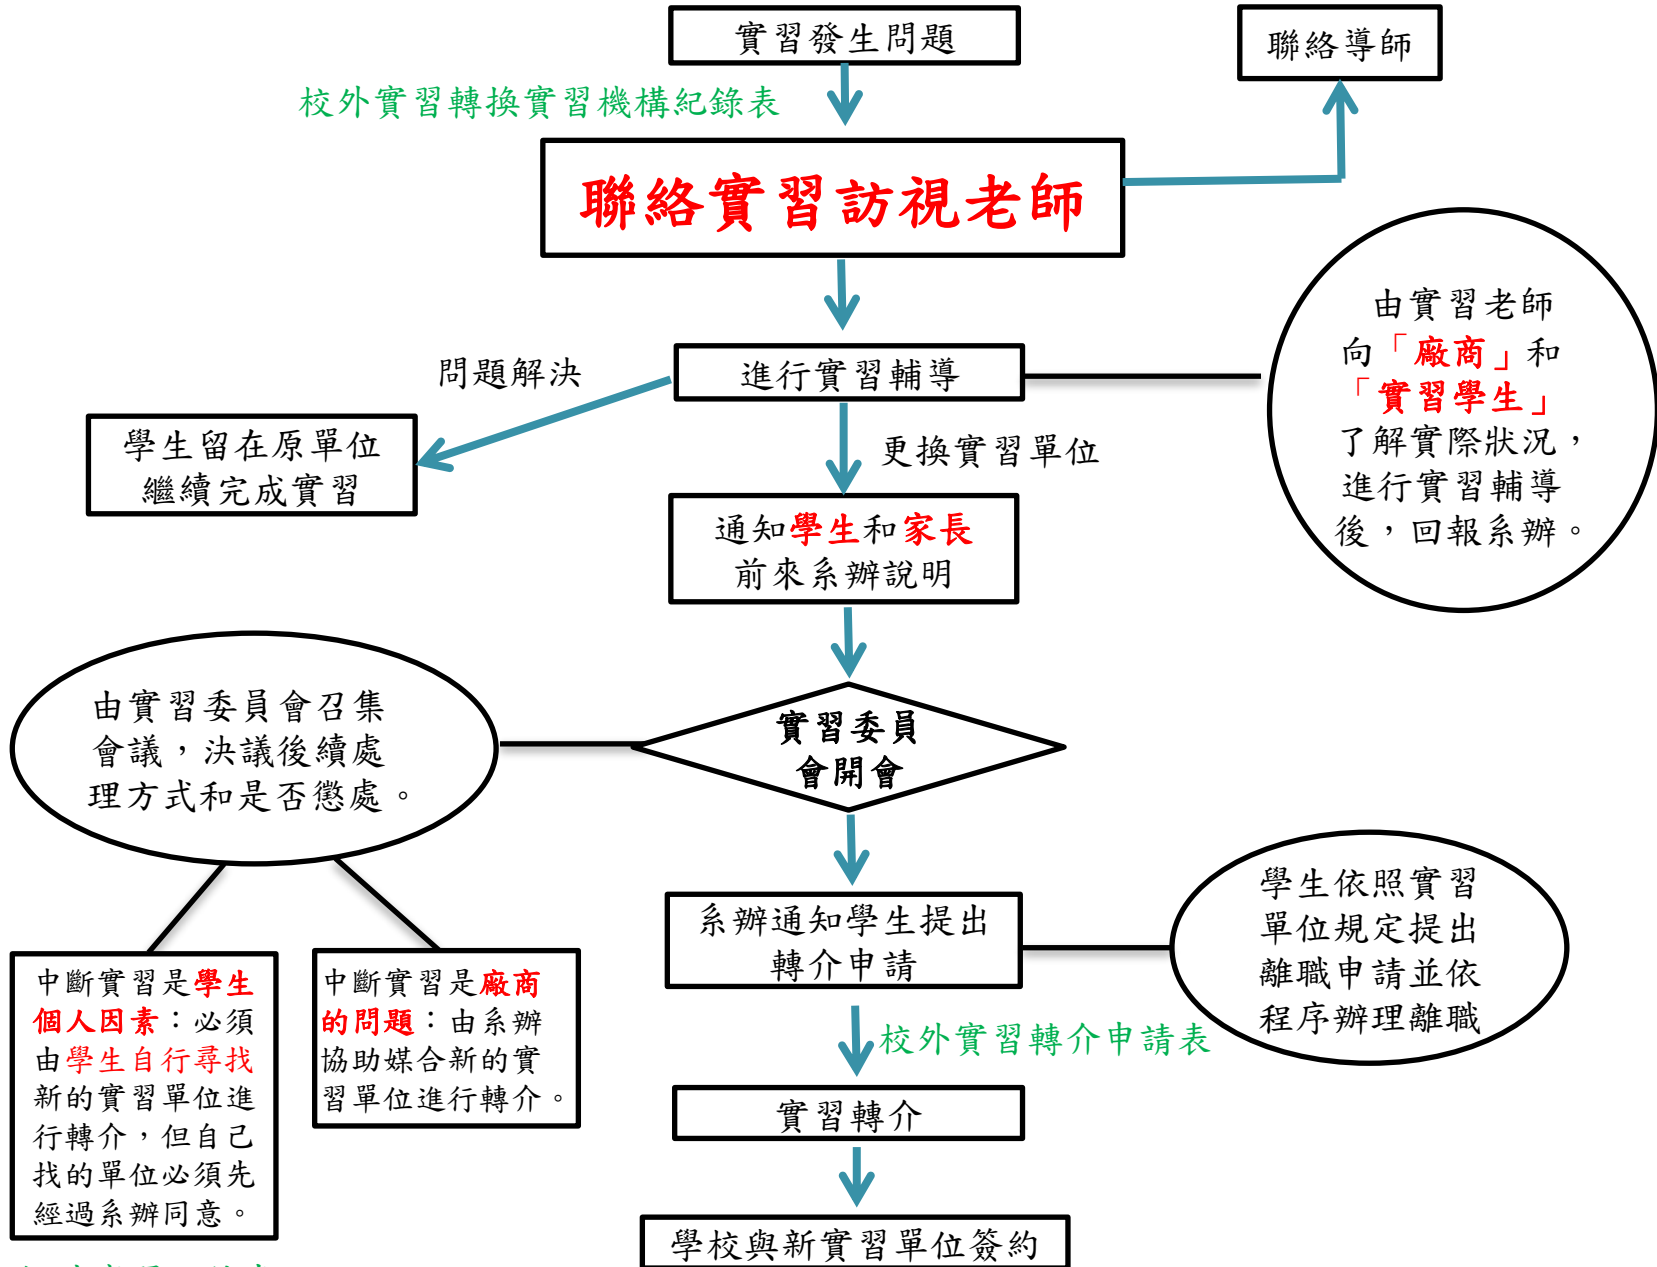 實習發生問題
聯絡導師
校外實習轉換實習機構紀錄表
聯絡實習訪視老師
由實習老師
向「廠商」和
「實習學生」
了解實際狀況，
進行實習輔導
後，回報系辦。
進行實習輔導
問題解決
學生留在原單位
繼續完成實習
更換實習單位
通知學生和家長
前來系辦說明
由實習委員會召集
會議，決議後續處
理方式和是否懲處。
實習委員
會開會
中斷實習是學生
個人因素：必須
由學生自行尋找
新的實習單位進
行轉介，但自己
找的單位必須先
經過系辦同意。
中斷實習是廠商
的問題：由系辦
協助媒合新的實
習單位進行轉介。
系辦通知學生提出
轉介申請
學生依照實習
單位規定提出
離職申請並依
程序辦理離職
校外實習轉介申請表
實習轉介
學校與新實習單位簽約